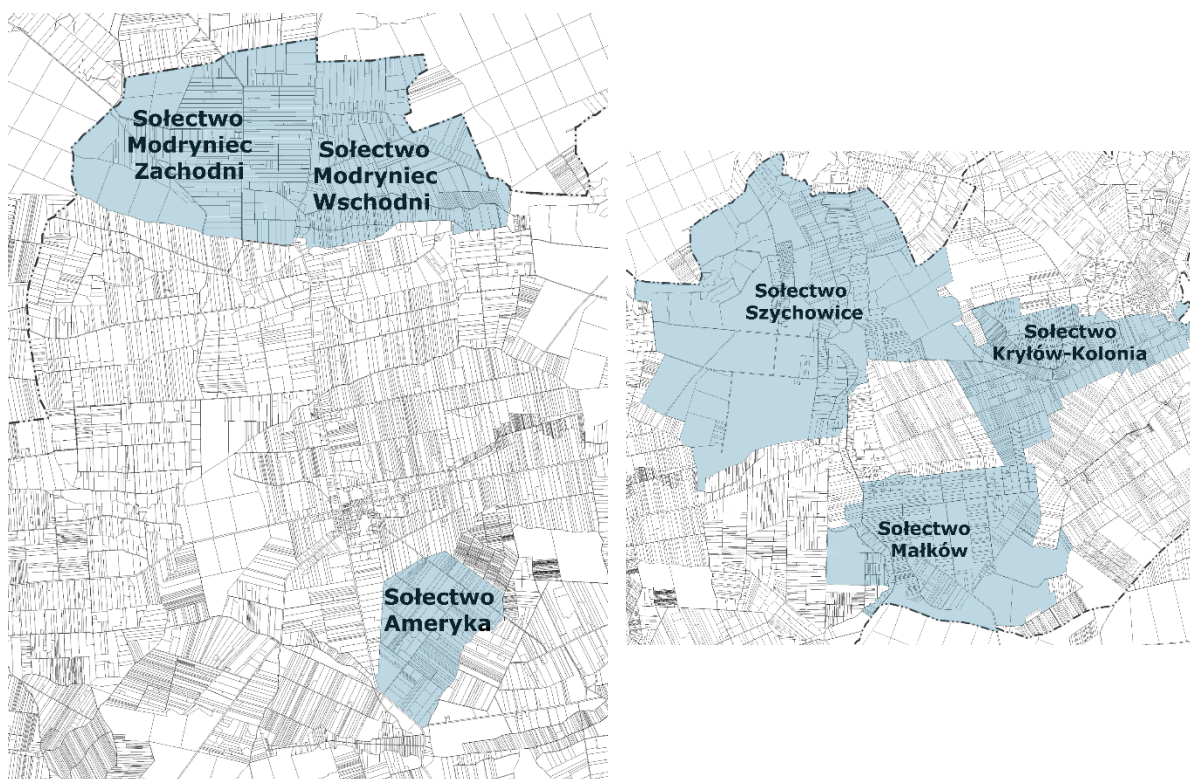 Sołectwo
Modryniec
Zachodni
Sołectwo
Modryniec
Wschodni
Sołectwo
Ameryka
Sołectwo
Szychowice
Sołectwo
Kryłów-Kolonia
Sołectwo
Małków